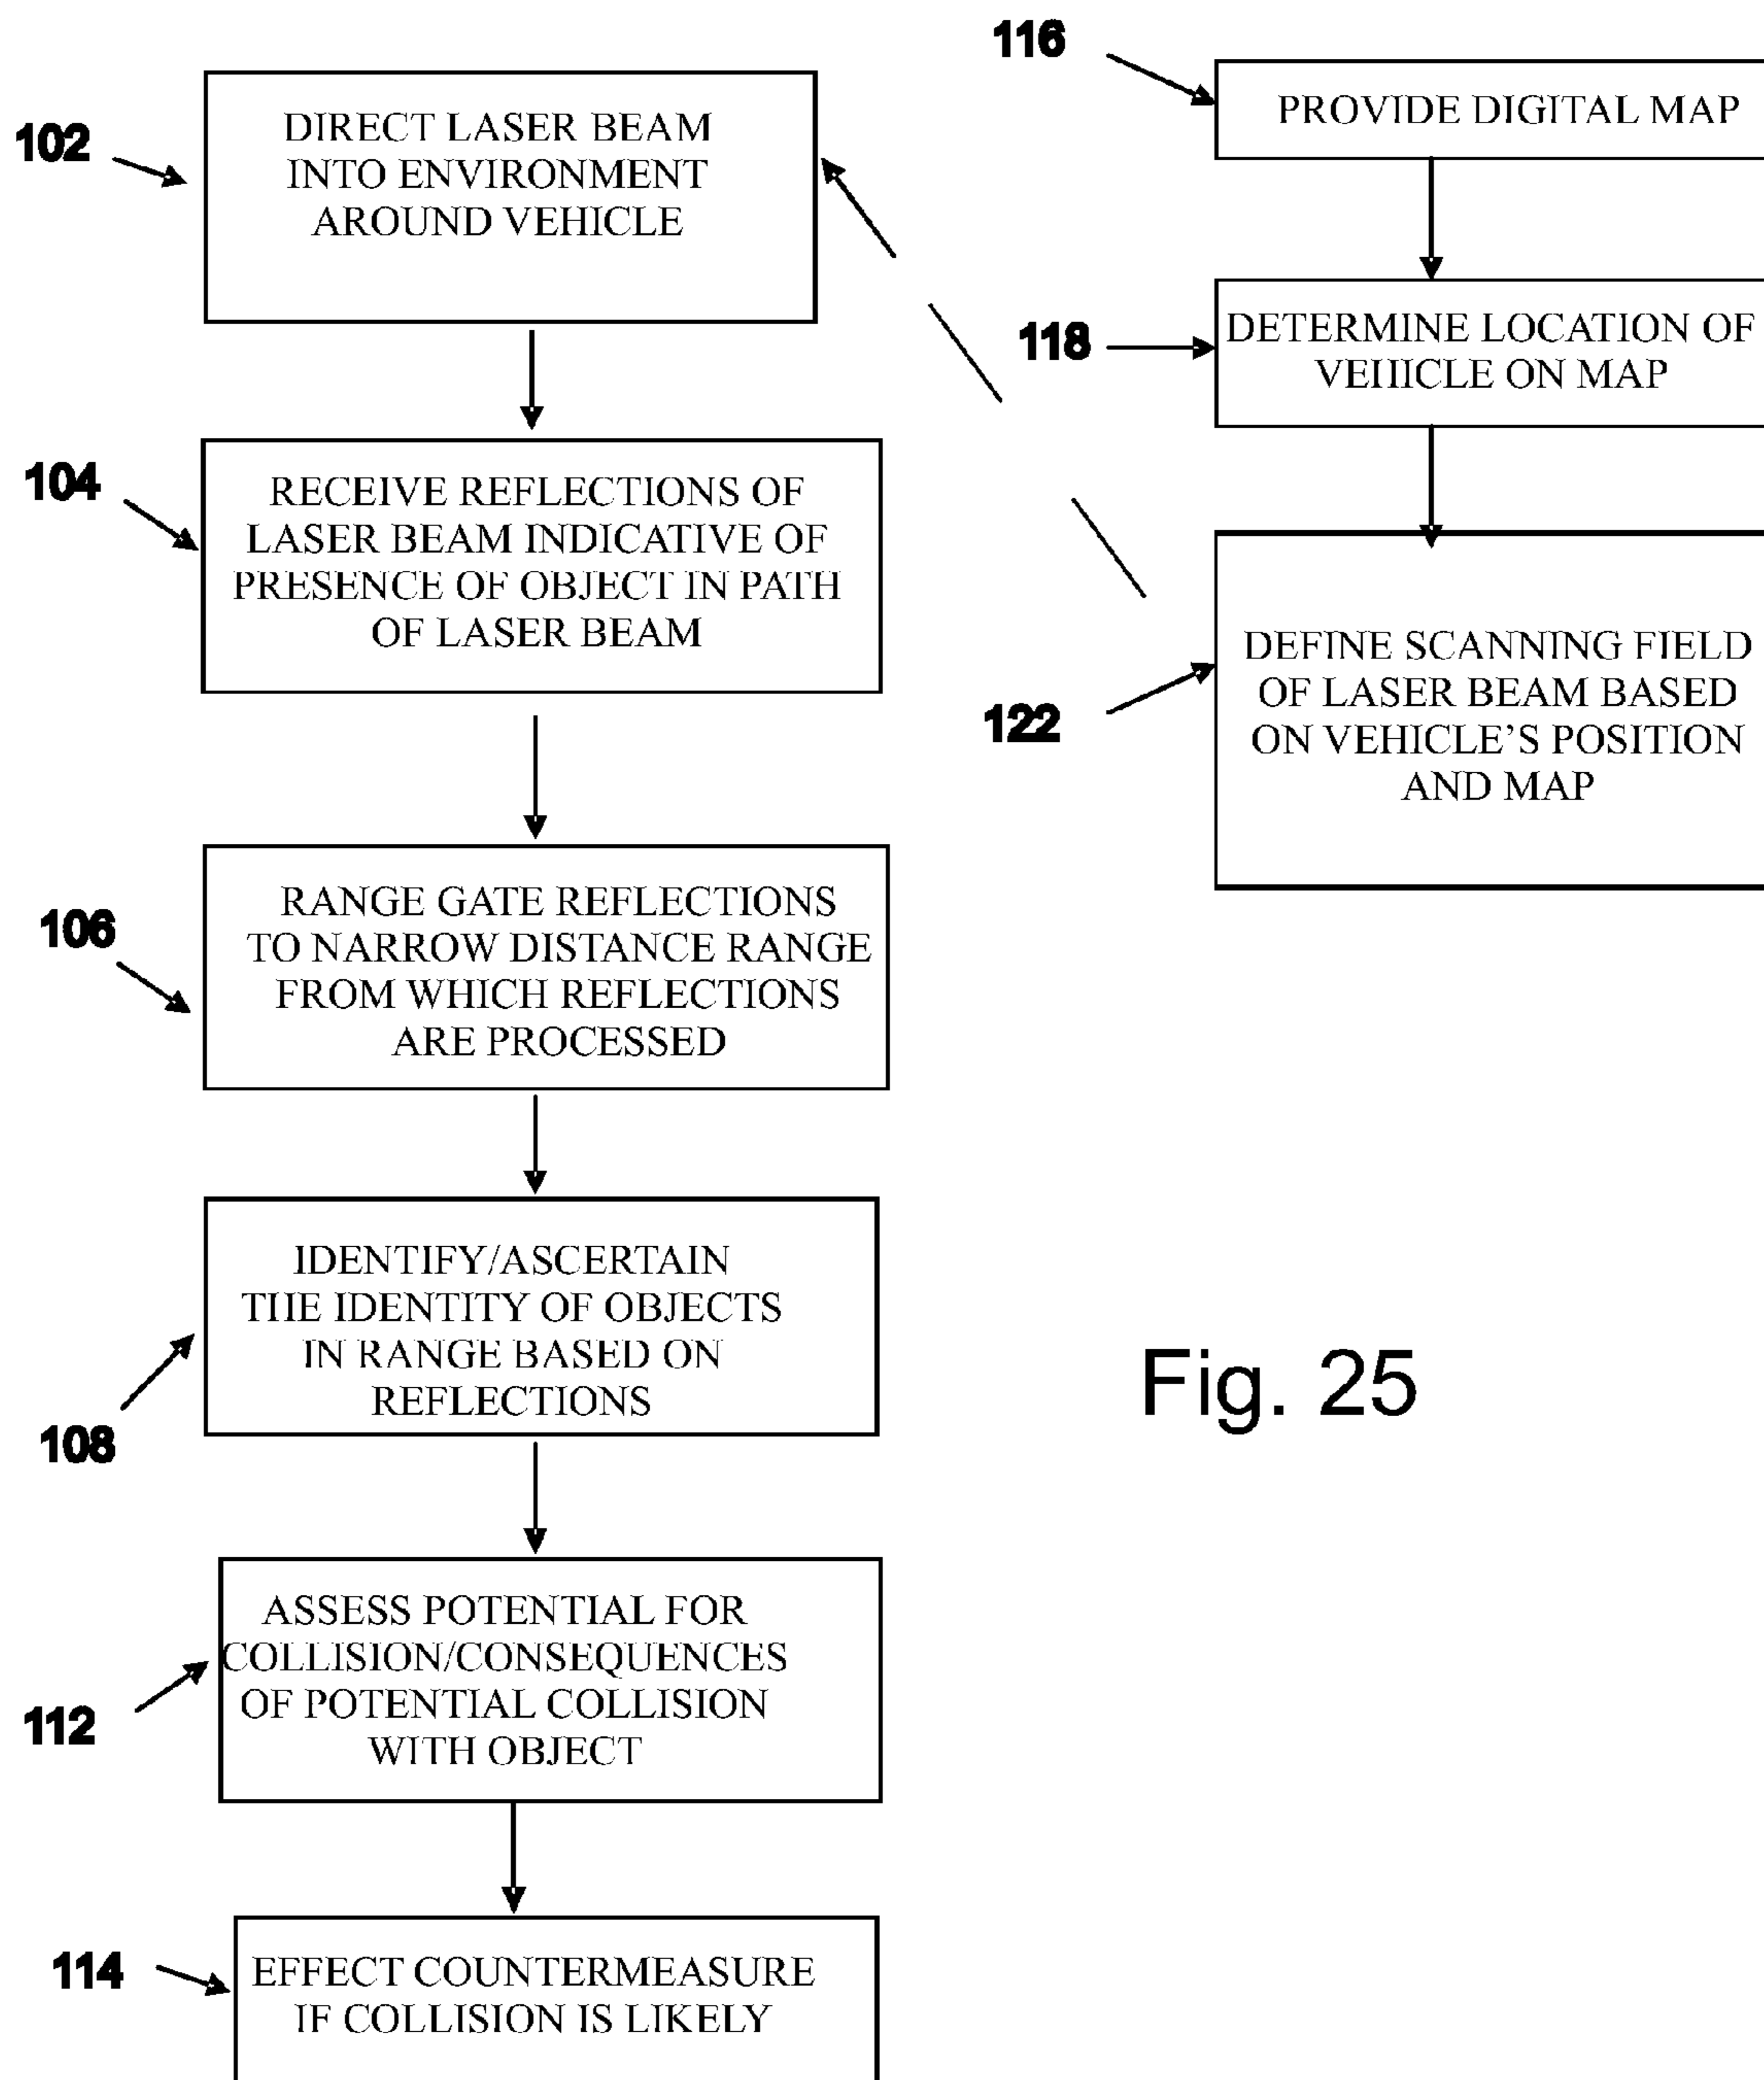 102
DIRECT LASER BEAM
INTO ENVIRONMENT
AROUND VEHICLE
104
RECEIVE REFLECTIONS OF
LASER BEAM INDICATIVE OF
PRESENCE OF OBJECT IN PATH
OF LASER BEAM
106
RANGE GATE REFLECTIONS
TO NARROW DISTANCE RANGE
FROM WHICH REFLECTIONS
ARE PROCESSED
108
IDENTIFY/ASCERTAIN
THE IDENTITY OF OBJECTS
IN RANGE BASED ON
REFLECTIONS
112
ASSESS POTENTIAL FOR
COLLISION/CONSEQUENCES
OF POTENTIAL COLLISION
WITH OBJECT
114
EFFECT COUNTERMEASURE
IF COLLISION IS LIKELY
116
PROVIDE DIGITAL MAP
118
DETERMINE LOCATION OF
VEHICLE ON MAP
122
DEFINE SCANNING FIELD
OF LASER BEAM BASED
ON VEHICLE'S POSITION
AND MAP
Fig. 25